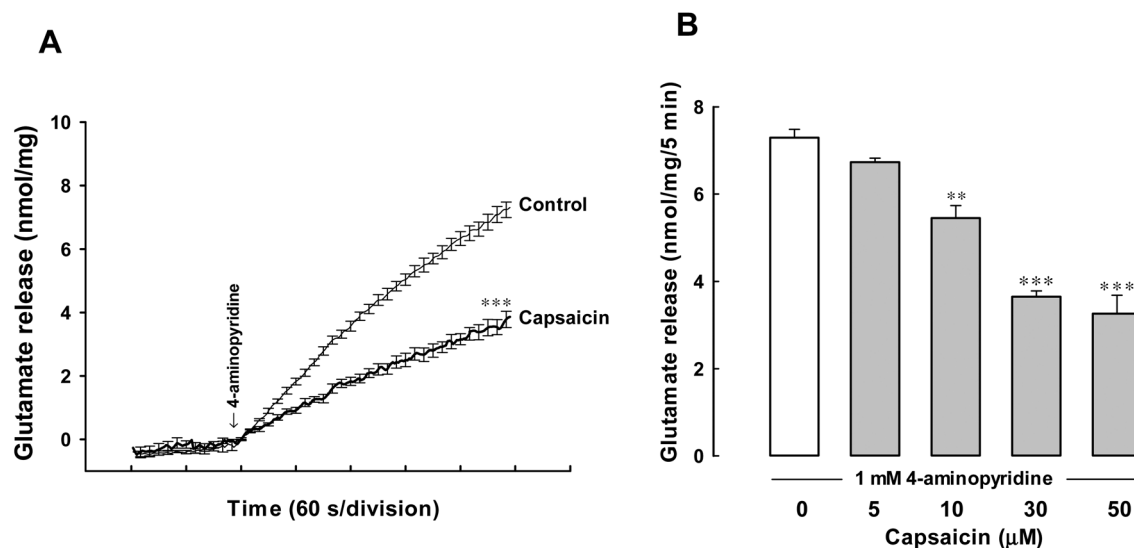 A
Glutamate release (nmol/mg)
10
8
6
4
2
0
4-aminopyridine
↓
Control
***
Capsaicin
Time (60 s/division)
B
Glutamate release (nmol/mg/5 min)
8
6
4
2
0
**
***
***
1 mM 4-aminopyridine
0 5 10 30 50
Capsaicin (μM)